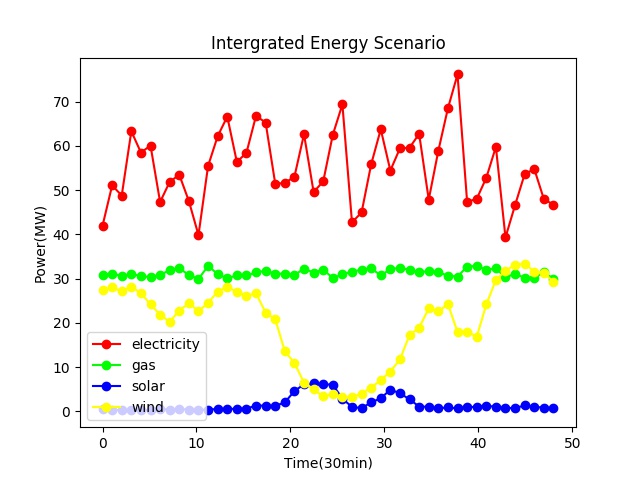 Intergrated Energy Scenario
Power(MW)
70
60
50
40
30
20
10
0
electricity
gas
solar
wind
0 10 20 30 40 50
Time(30min)